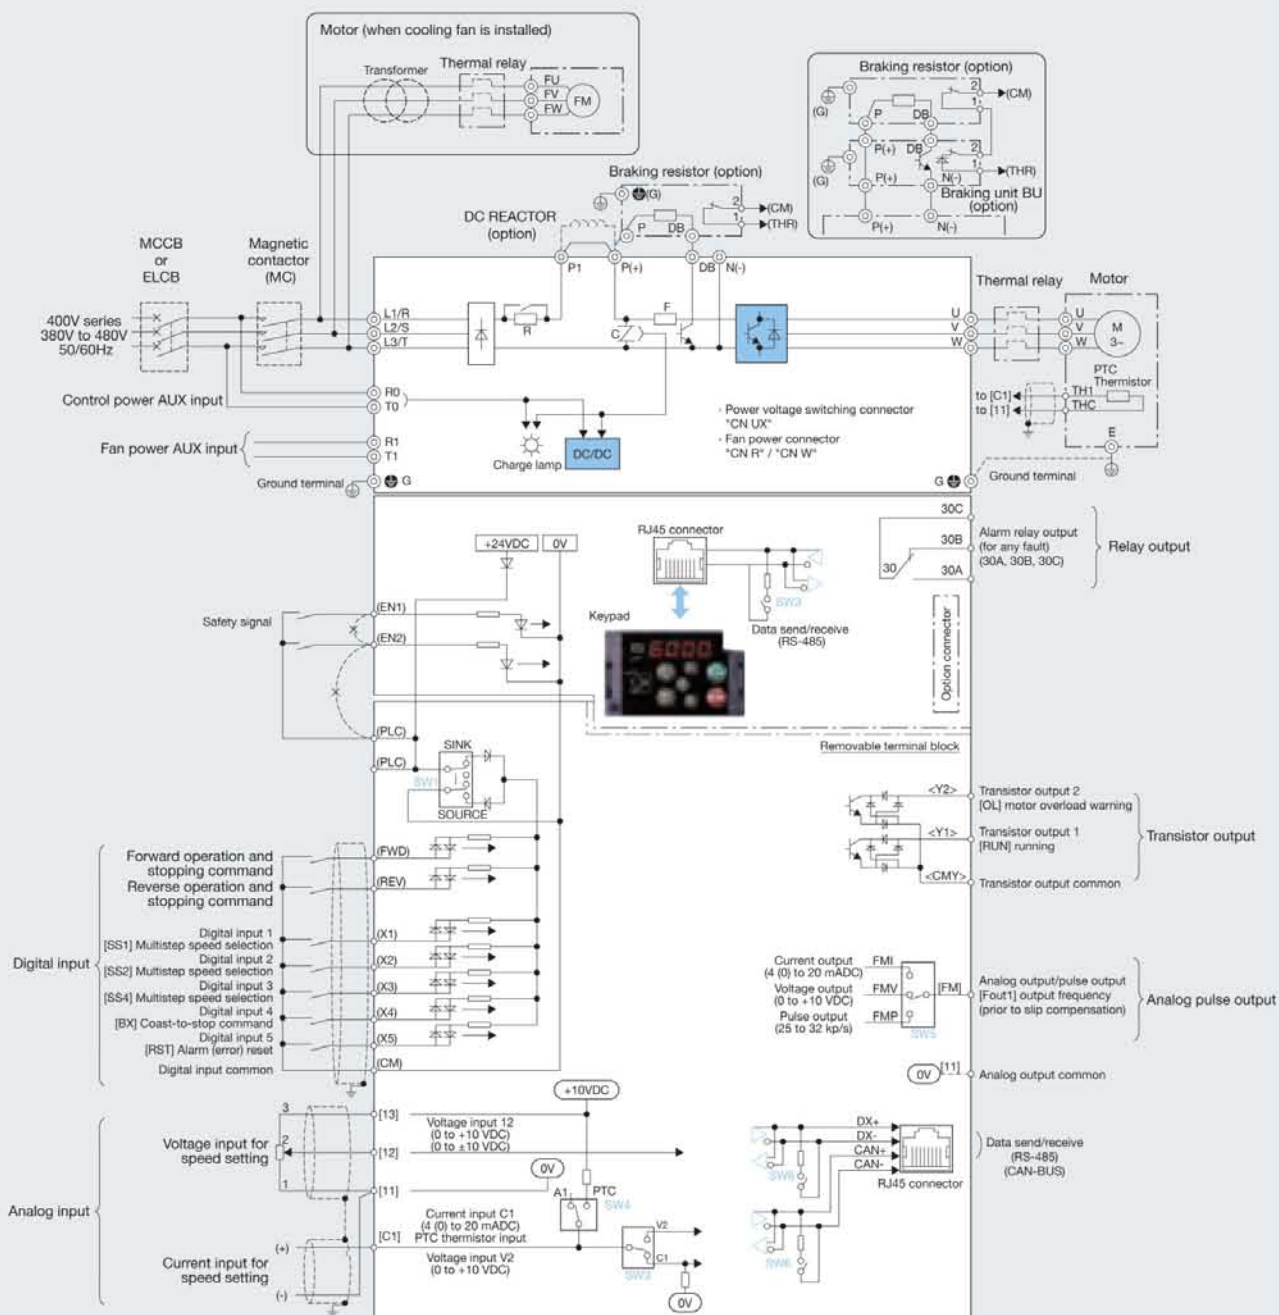 Motor (when cooling fan is installed)
Transformer
Thermal relay
FU
FV
FW
FM
Braking resistor (option)
(G)
P
DB
2
1
(CM)
P(+)
DB
2
1
(THR)
(G)
P(+)
N(-)
Braking unit BU
(option)
P(+)
N(-)
Braking resistor (option)
(G)
P
DB
2
1
(CM)
(THR)
DC REACTOR
(option)
P1
P(+)
DB
N(-)
MCCB
or
ELCB
Magnetic
contactor
(MC)
400V series
380V to 480V
50/60Hz
L1/R
L2/S
L3/T
R
C
F
U
V
W
Thermal relay
Motor
U
V
W
M
3~
PTC
Thermistor
to [C1]
TH1
to [11]
THC
E
Control power AUX input
R0
T0
Fan power AUX input
R1
T1
Ground terminal
G
Charge lamp
DC/DC
· Power voltage switching connector
"CN UX"
· Fan power connector
"CN R" / "CN W"
G
Ground terminal
+24VDC
0V
RJ45 connector
SW3
Data send/receive
(RS-485)
Keypad
6000
30C
30B
30A
30
Alarm relay output
(for any fault)
(30A, 30B, 30C)
Relay output
Option connector
Safety signal
(EN1)
(EN2)
(PLC)
(PLC)
SINK
SW1
SOURCE
Removable terminal block
<Y2>
Transistor output 2
[OL] motor overload warning
<Y1>
Transistor output 1
[RUN] running
Transistor output
<CMY>
Transistor output common
Digital input
Forward operation and
stopping command
(FWD)
Reverse operation and
stopping command
(REV)
Digital input 1
[SS1] Multistep speed selection
(X1)
Digital input 2
[SS2] Multistep speed selection
(X2)
Digital input 3
[SS4] Multistep speed selection
(X3)
Digital input 4
[BX] Coast-to-stop command
(X4)
Digital input 5
[RST] Alarm (error) reset
(X5)
Digital input common
(CM)
Current output
(4 (0) to 20 mADC)
FMI
Voltage output
(0 to +10 VDC)
FMV
Pulse output
(25 to 32 kp/s)
FMP
SW5
[FM]
Analog output/pulse output
[Fout1] output frequency
(prior to slip compensation)
Analog pulse output
0V
[11]
Analog output common
Analog input
Voltage input for
speed setting
3
2
1
[13]
[12]
[11]
Voltage input 12
(0 to +10 VDC)
(0 to ±10 VDC)
+10VDC
0V
A1
PTC
SW4
Current input for
speed setting
(+)
(-)
[C1]
Current input C1
(4 (0) to 20 mADC)
PTC thermistor input
Voltage input V2
(0 to +10 VDC)
V2
C1
SW3
0V
DX+
DX-
CAN+
CAN-
SW6
RJ45 connector
Data send/receive
(RS-485)
(CAN-BUS)
SW6